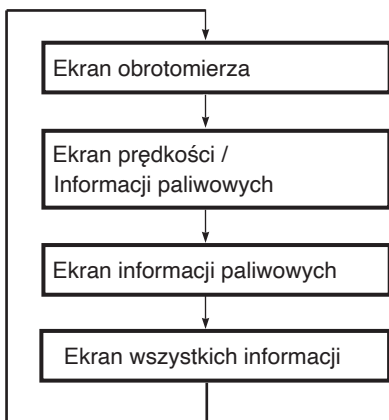 Ekran obrotomierza
Ekran prędkości /
Informacji paliwowych
Ekran informacji paliwowych
Ekran wszystkich informacji